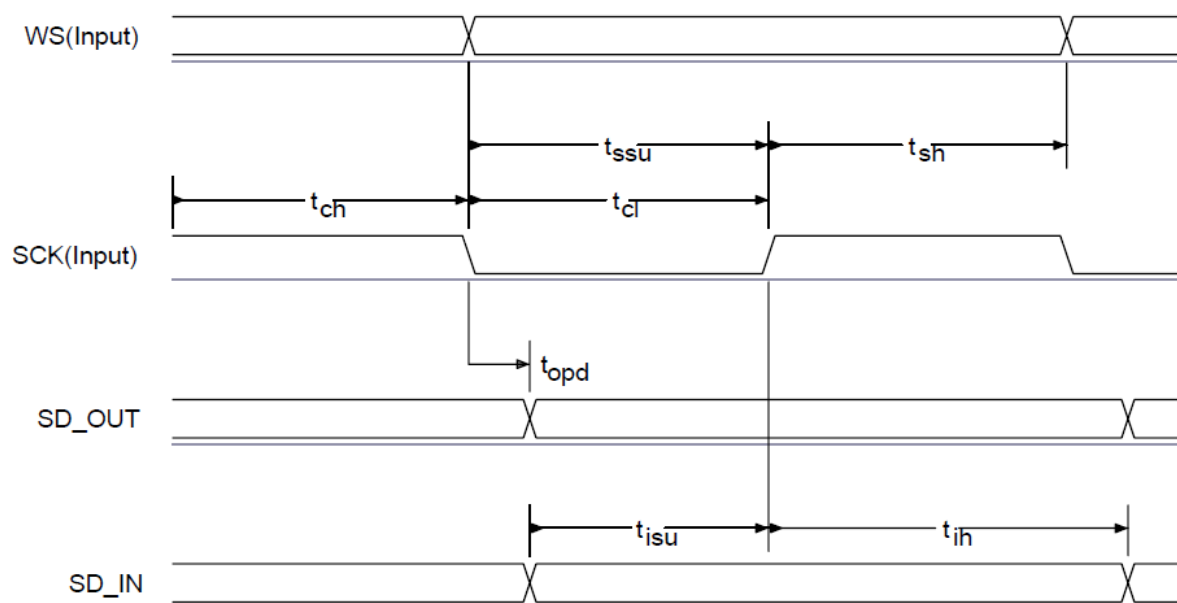 WS(Input)
tssu
tsh
tch
tcl
SCK(Input)
topd
SD_OUT
tisu
tih
SD_IN